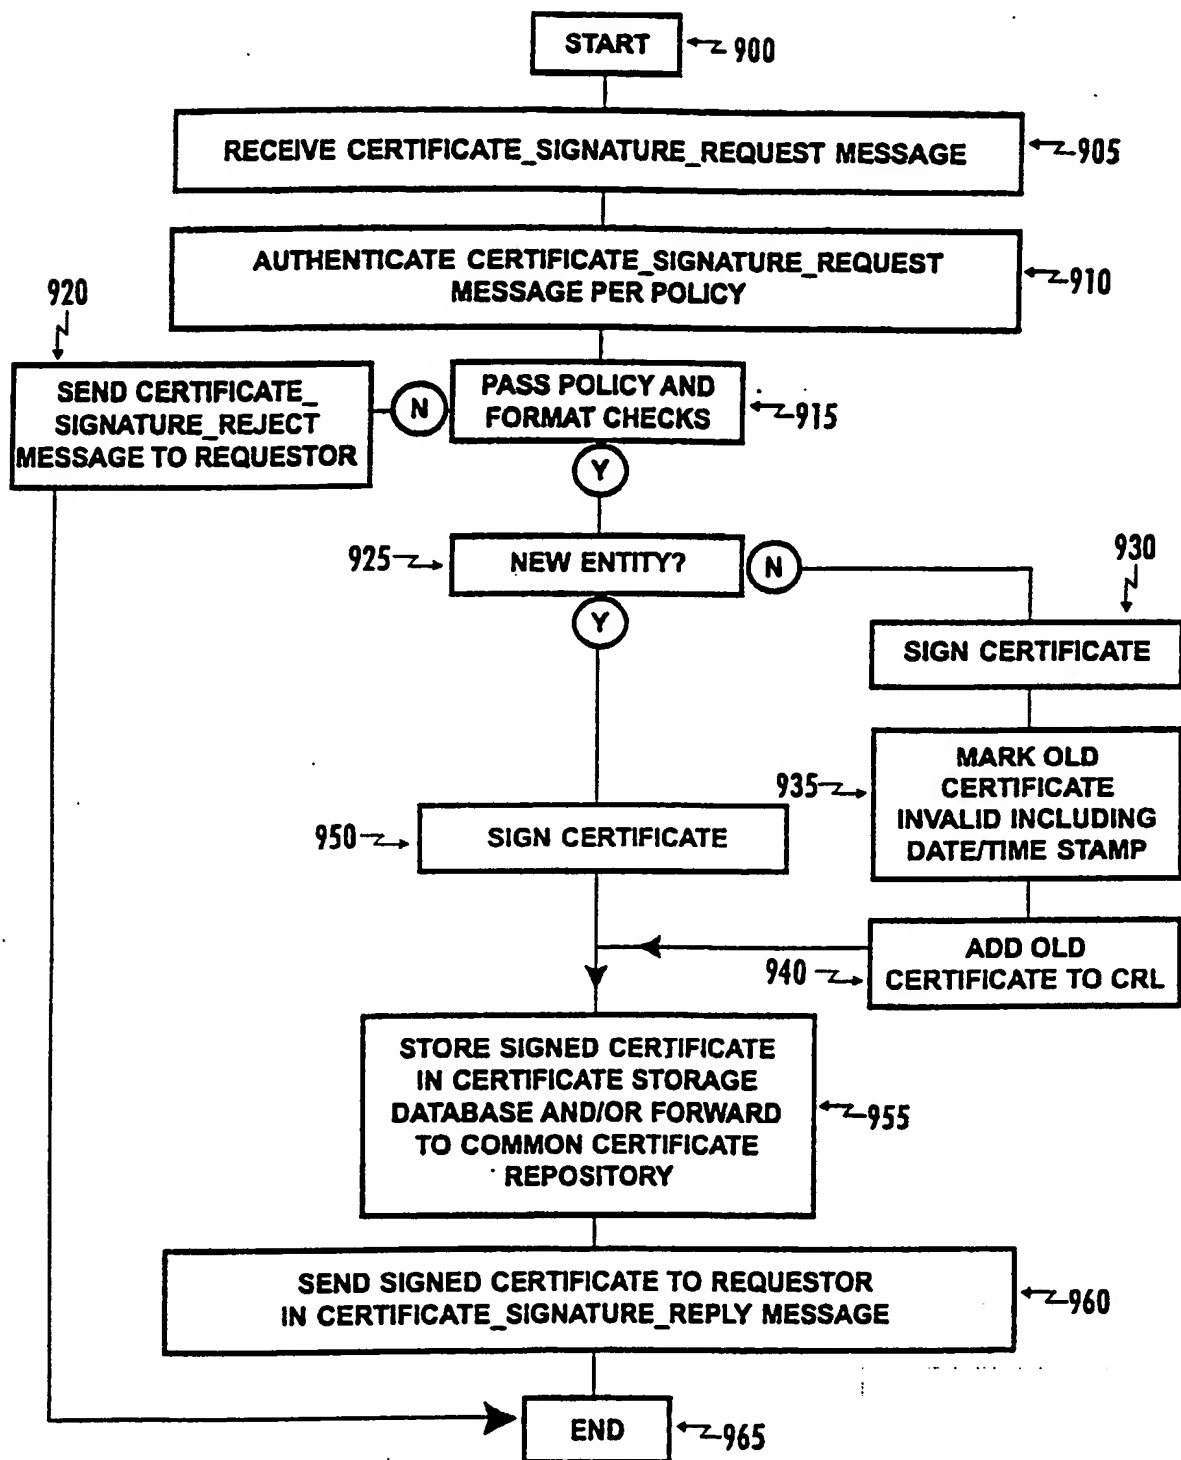 START
900
RECEIVE CERTIFICATE_SIGNATURE_REQUEST MESSAGE
905
AUTHENTICATE CERTIFICATE_SIGNATURE_REQUEST
MESSAGE PER POLICY
910
920
SEND CERTIFICATE_
SIGNATURE_REJECT
MESSAGE TO REQUESTOR
N
PASS POLICY AND
FORMAT CHECKS
915
Y
925
NEW ENTITY?
N
930
Y
SIGN CERTIFICATE
935
MARK OLD
CERTIFICATE
INVALID INCLUDING
DATE/TIME STAMP
950
SIGN CERTIFICATE
940
ADD OLD
CERTIFICATE TO CRL
STORE SIGNED CERTIFICATE
IN CERTIFICATE STORAGE
DATABASE AND/OR FORWARD
TO COMMON CERTIFICATE
REPOSITORY
955
SEND SIGNED CERTIFICATE TO REQUESTOR
IN CERTIFICATE_SIGNATURE_REPLY MESSAGE
960
END
965